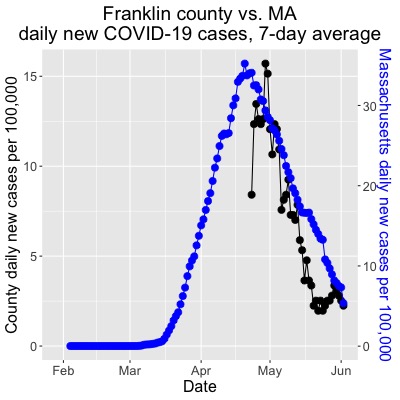 Franklin county vs. MA
daily new COVID-19 cases, 7-day average
County daily new cases per 100,000
15
10
5
0
Massachusetts daily new cases per 100,000
30
20
10
0
Feb
Mar
Apr
May
Jun
Date